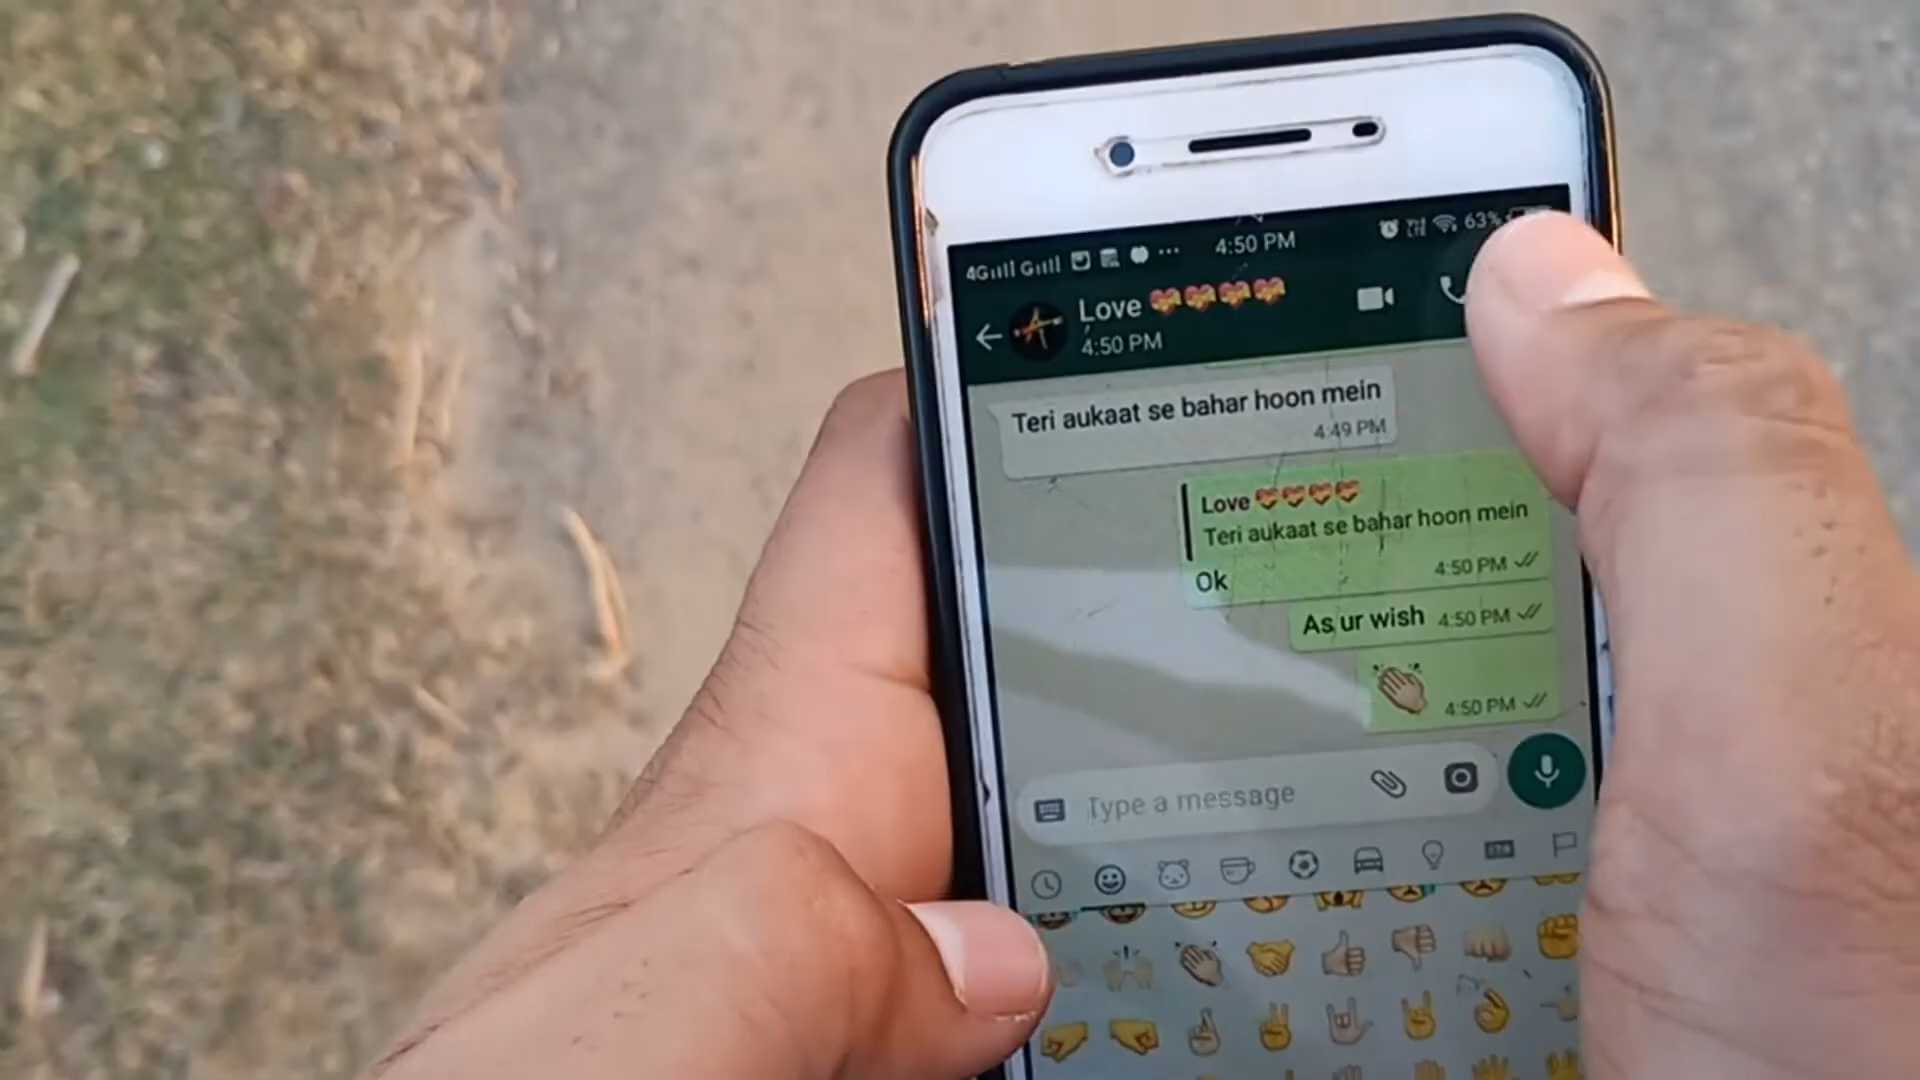 4G G 4:50 PM 63%
Love
4:50 PM
Teri aukaat se bahar hoon mein
4:49 PM
Love
Teri aukaat se bahar hoon mein
Ok 4:50 PM
As ur wish 4:50 PM
4:50 PM
Type a message